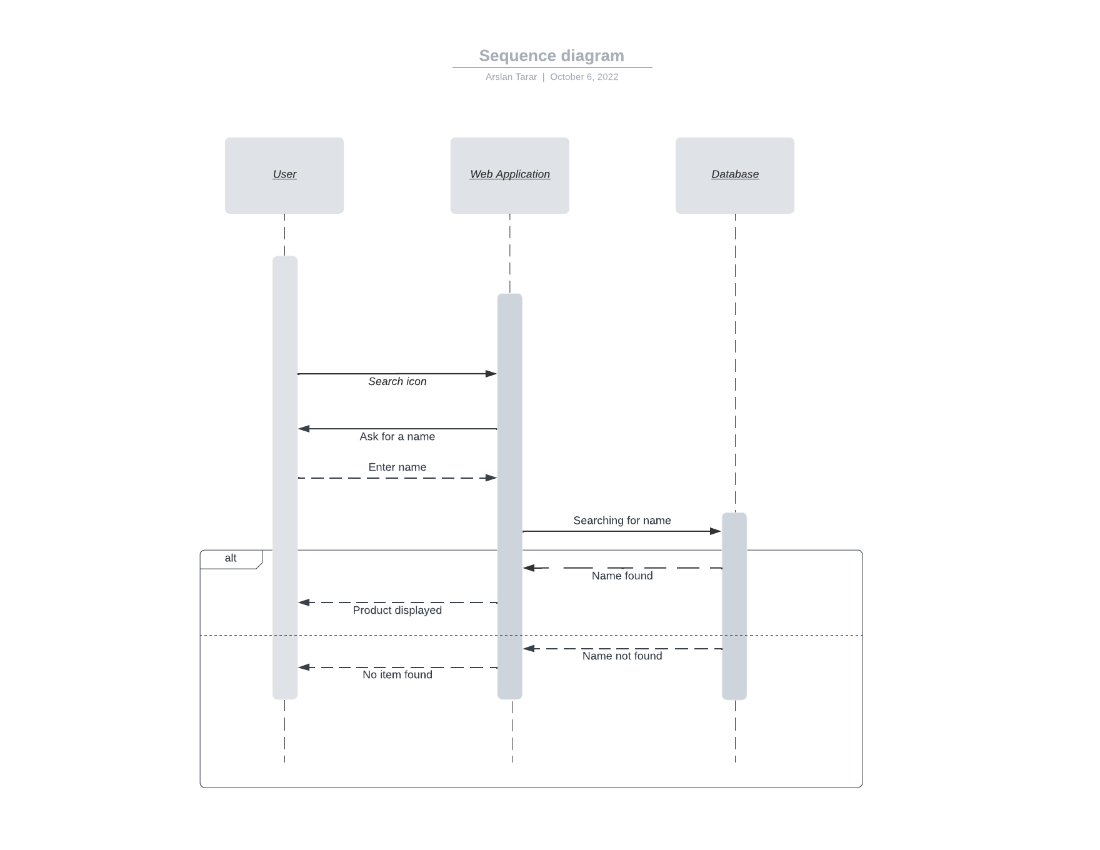 Sequence diagram
Arslan Tarar | October 6, 2022
User
Web Application
Database
Search icon
Ask for a name
Enter name
Searching for name
alt
Name found
Product displayed
Name not found
No item found